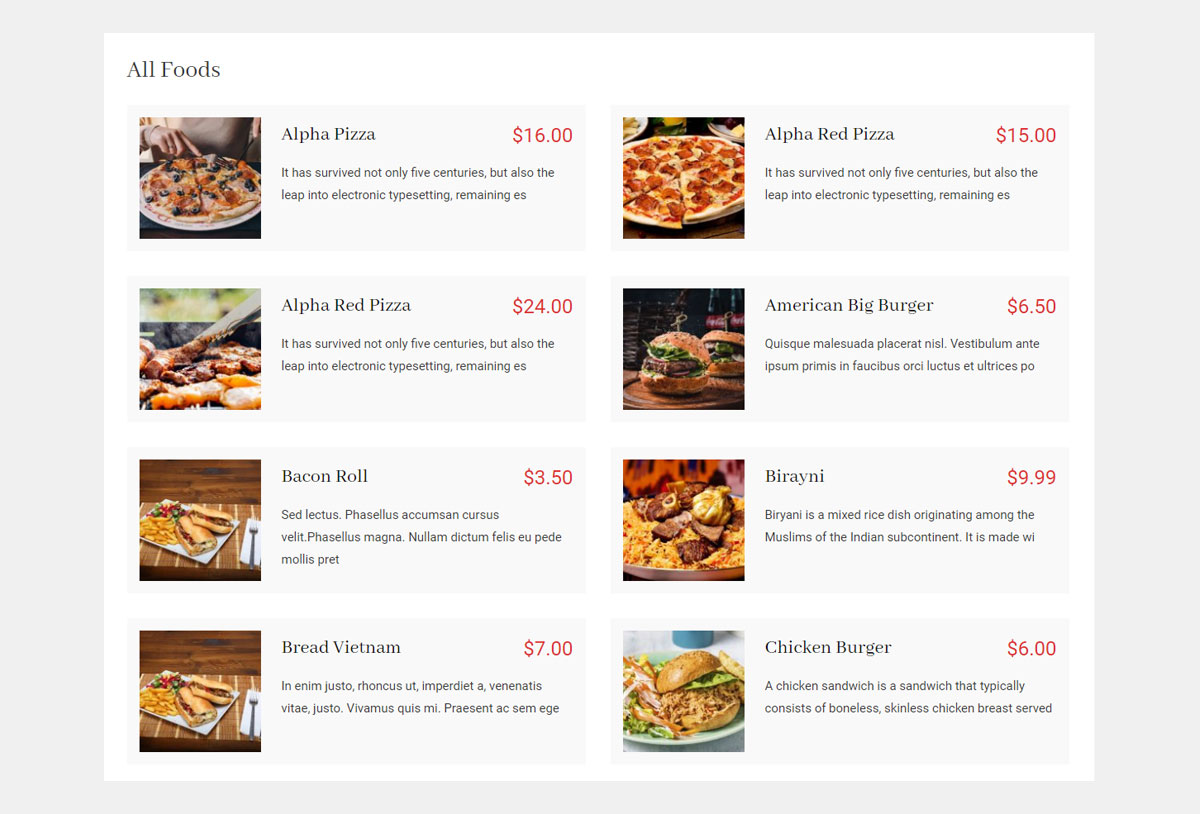 All Foods
Alpha Pizza
$16.00
It has survived not only five centuries, but also the
leap into electronic typesetting, remaining es
Alpha Red Pizza
$15.00
It has survived not only five centuries, but also the
leap into electronic typesetting, remaining es
Alpha Red Pizza
$24.00
It has survived not only five centuries, but also the
leap into electronic typesetting, remaining es
American Big Burger
$6.50
Quisque malesuada placerat nisl. Vestibulum ante
ipsum primis in faucibus orci luctus et ultrices po
Bacon Roll
$3.50
Sed lectus. Phasellus accumsan cursus
velit.Phasellus magna. Nullam dictum felis eu pede
mollis pret
Birayni
$9.99
Biryani is a mixed rice dish originating among the
Muslims of the Indian subcontinent. It is made wi
Bread Vietnam
$7.00
In enim justo, rhoncus ut, imperdiet a, venenatis
vitae, justo. Vivamus quis mi. Praesent ac sem ege
Chicken Burger
$6.00
A chicken sandwich is a sandwich that typically
consists of boneless, skinless chicken breast served